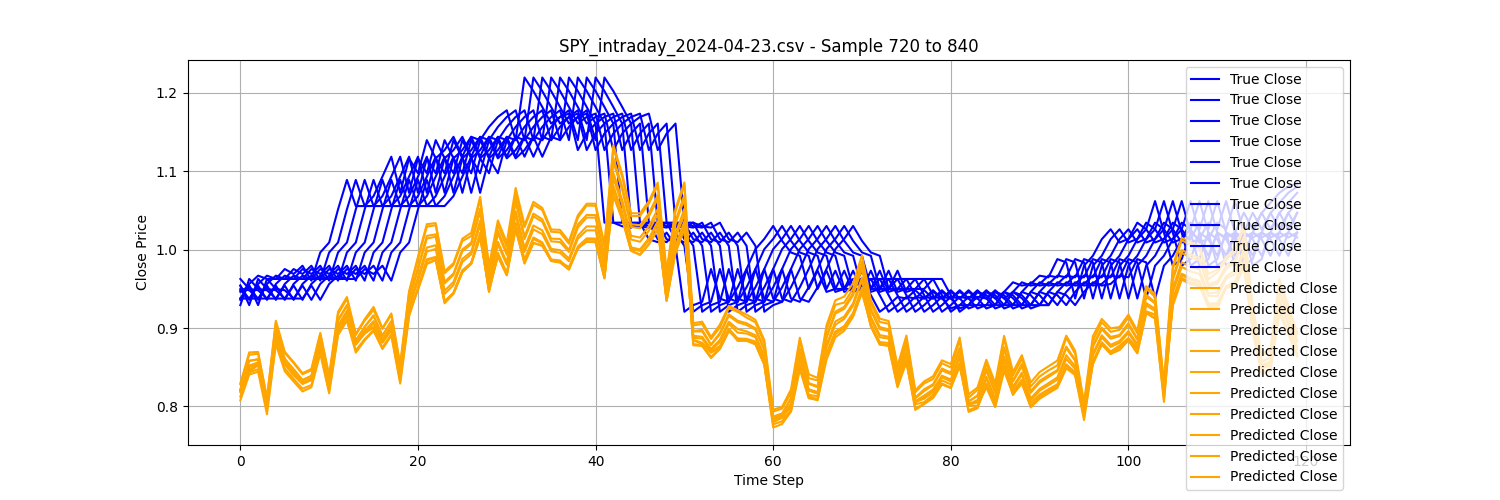 SPY_intraday_2024-04-23.csv - Sample 720 to 840
Close Price
1.2
1.1
1.0
0.9
0.8
0
20
40
60
80
100
120
Time Step
True Close
True Close
True Close
True Close
True Close
True Close
True Close
True Close
True Close
True Close
Predicted Close
Predicted Close
Predicted Close
Predicted Close
Predicted Close
Predicted Close
Predicted Close
Predicted Close
Predicted Close
Predicted Close